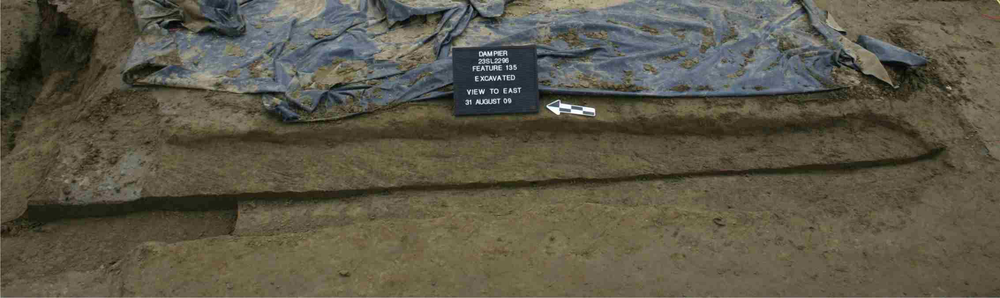 DAMPIER
23SL2296
FEATURE 135
EXCAVATED
VIEW TO EAST
31 AUGUST 09